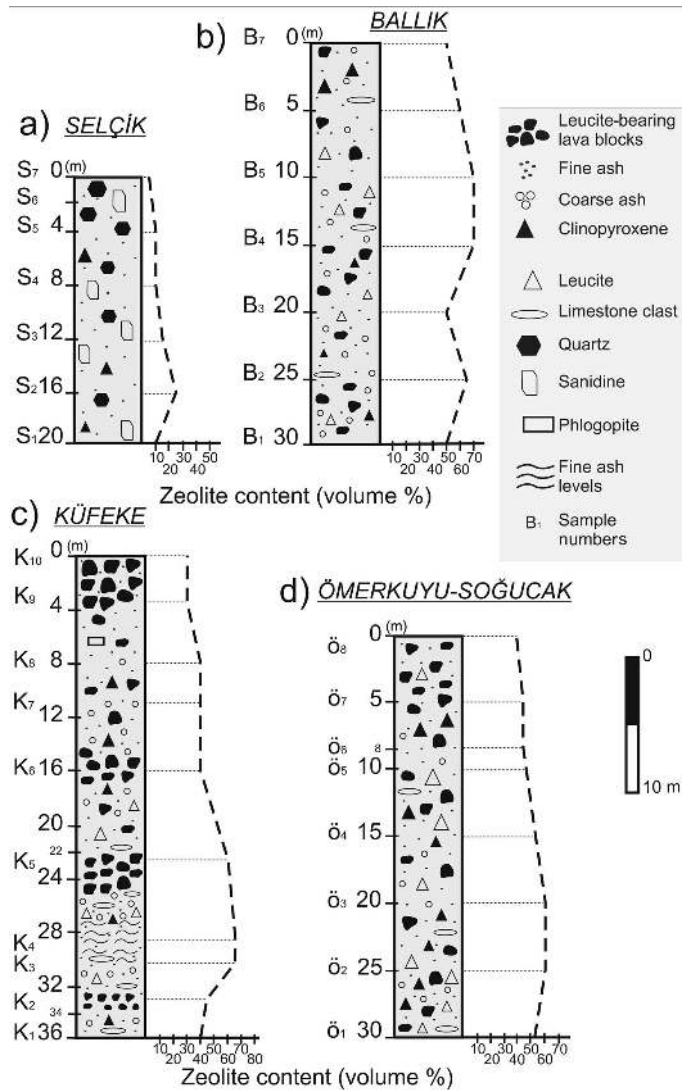 b) BALLIK
B7 0 (m)
B6 5
B5 10
B4 15
B3 20
B2 25
B1 30
10 20 30 40 50 60 70
a) SELÇİK
S7 0 (m)
S6
S5 4
S4 8
S3 12
S2 16
S1 20
10 20 30 40 50
Zeolite content (volume %)
Leucite-bearing
lava blocks
Fine ash
Coarse ash
Clinopyroxene
Leucite
Limestone clast
Quartz
Sanidine
Phlogopite
Fine ash
levels
B1 Sample
numbers
c) KÜFEKE
K10 0 (m)
K9
4
K8 8
K7
12
K6 16
20
K5 22
24
28
K4
K3
32
K2
34
K1 36
10 20 30 40 50 60 70 80
Zeolite content (volume %)
d) ÖMERKUYU-SOĞUCAK
0 (m)
Ö8
Ö7 5
Ö6 8
Ö5 10
Ö4 15
Ö3 20
Ö2 25
Ö1 30
10 20 30 40 50 60 70
0
10 m